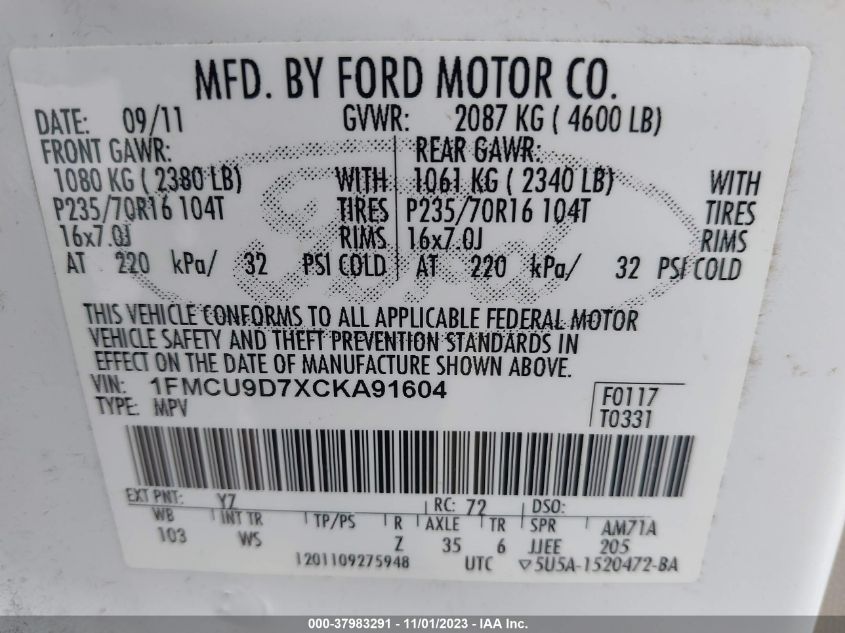 MFD. BY FORD MOTOR CO.
DATE: 09/11 GVWR: 2087 KG ( 4600 LB)
FRONT GAWR: REAR GAWR:
1080 KG ( 2380 LB) WITH 1061 KG ( 2340 LB) WITH
P235/70R16 104T TIRES P235/70R16 104T TIRES
16x7.0J RIMS 16x7.0J RIMS
AT 220 kPa/ 32 PSI COLD AT 220 kPa/ 32 PSI COLD
THIS VEHICLE CONFORMS TO ALL APPLICABLE FEDERAL MOTOR
VEHICLE SAFETY AND THEFT PREVENTION STANDARDS IN
EFFECT ON THE DATE OF MANUFACTURE SHOWN ABOVE.
VIN: 1FMCU9D7XCKA91604 F0117
TYPE: MPV T0331
EXT PNT: YZ RC: 72 DSO:
WB INT TR TP/PS R AXLE TR SPR AM71A
103 WS Z 35 6 JJEE 205
1201109275948 UTC ▽5U5A-1520472-BA
Ford
000-37983291 - 11/01/2023 - IAA Inc.